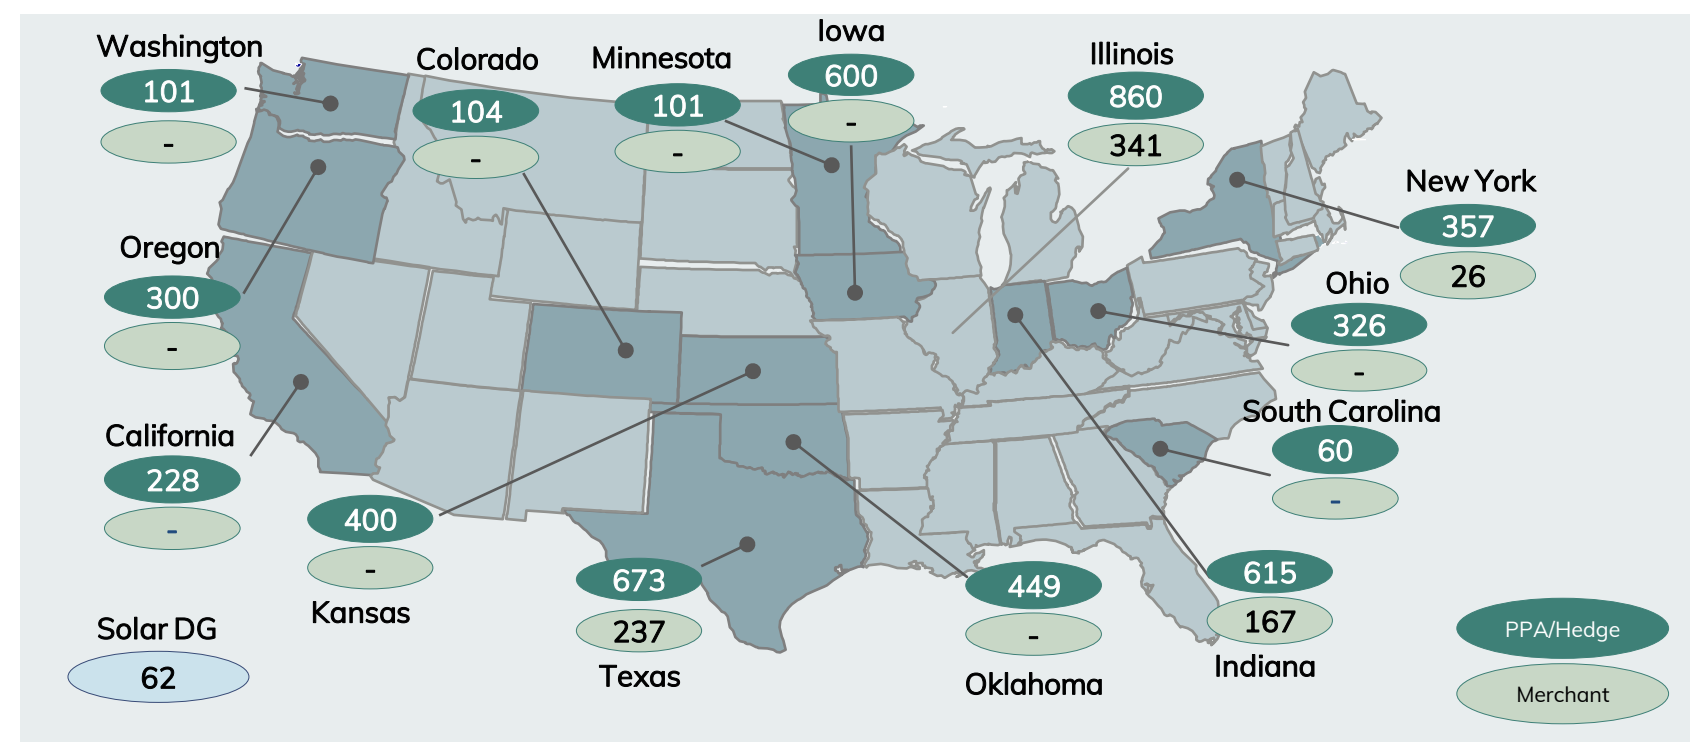 Washington
101
-
Colorado
104
-
Minnesota
101
-
Iowa
600
-
Illinois
860
341
New York
357
26
Oregon
300
-
Ohio
326
-
California
228
-
South Carolina
60
-
400
-
Kansas
673
237
Texas
449
-
Oklahoma
615
167
Indiana
Solar DG
62
PPA/Hedge
Merchant